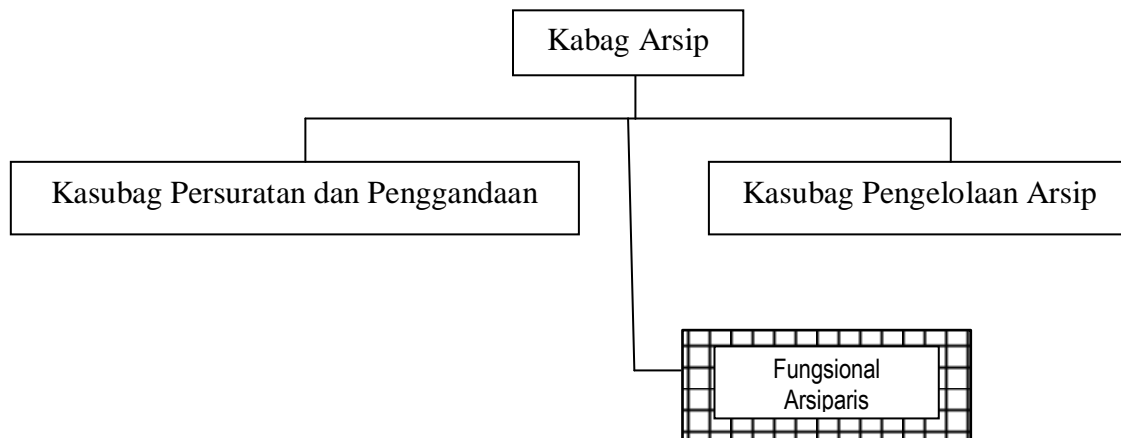 Kabag Arsip
Kasubag Persuratan dan Penggandaan
Kasubag Pengelolaan Arsip
Fungsional
Arsiparis